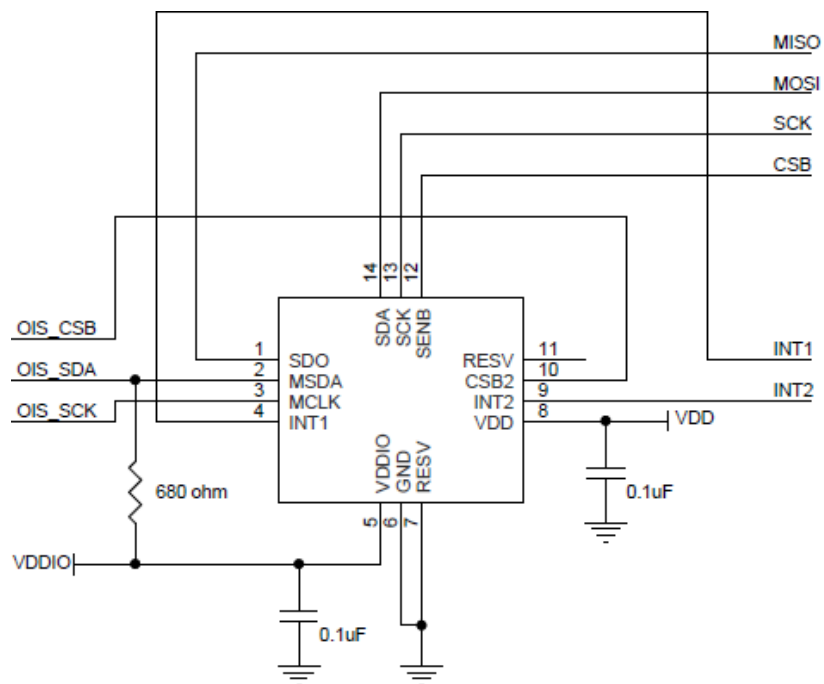 MISO
MOSI
SCK
CSB
14
13
12
OIS_CSB
OIS_SDA
OIS_SCK
1
2
3
4
SDO
MSDA
MCLK
INT1
SDA
SCK
SENB
RESV
CSB2
INT2
VDD
11
10
9
8
INT1
INT2
VDD
VDDIO
GND
RESV
5
6
7
680 ohm
0.1uF
VDDIO
0.1uF